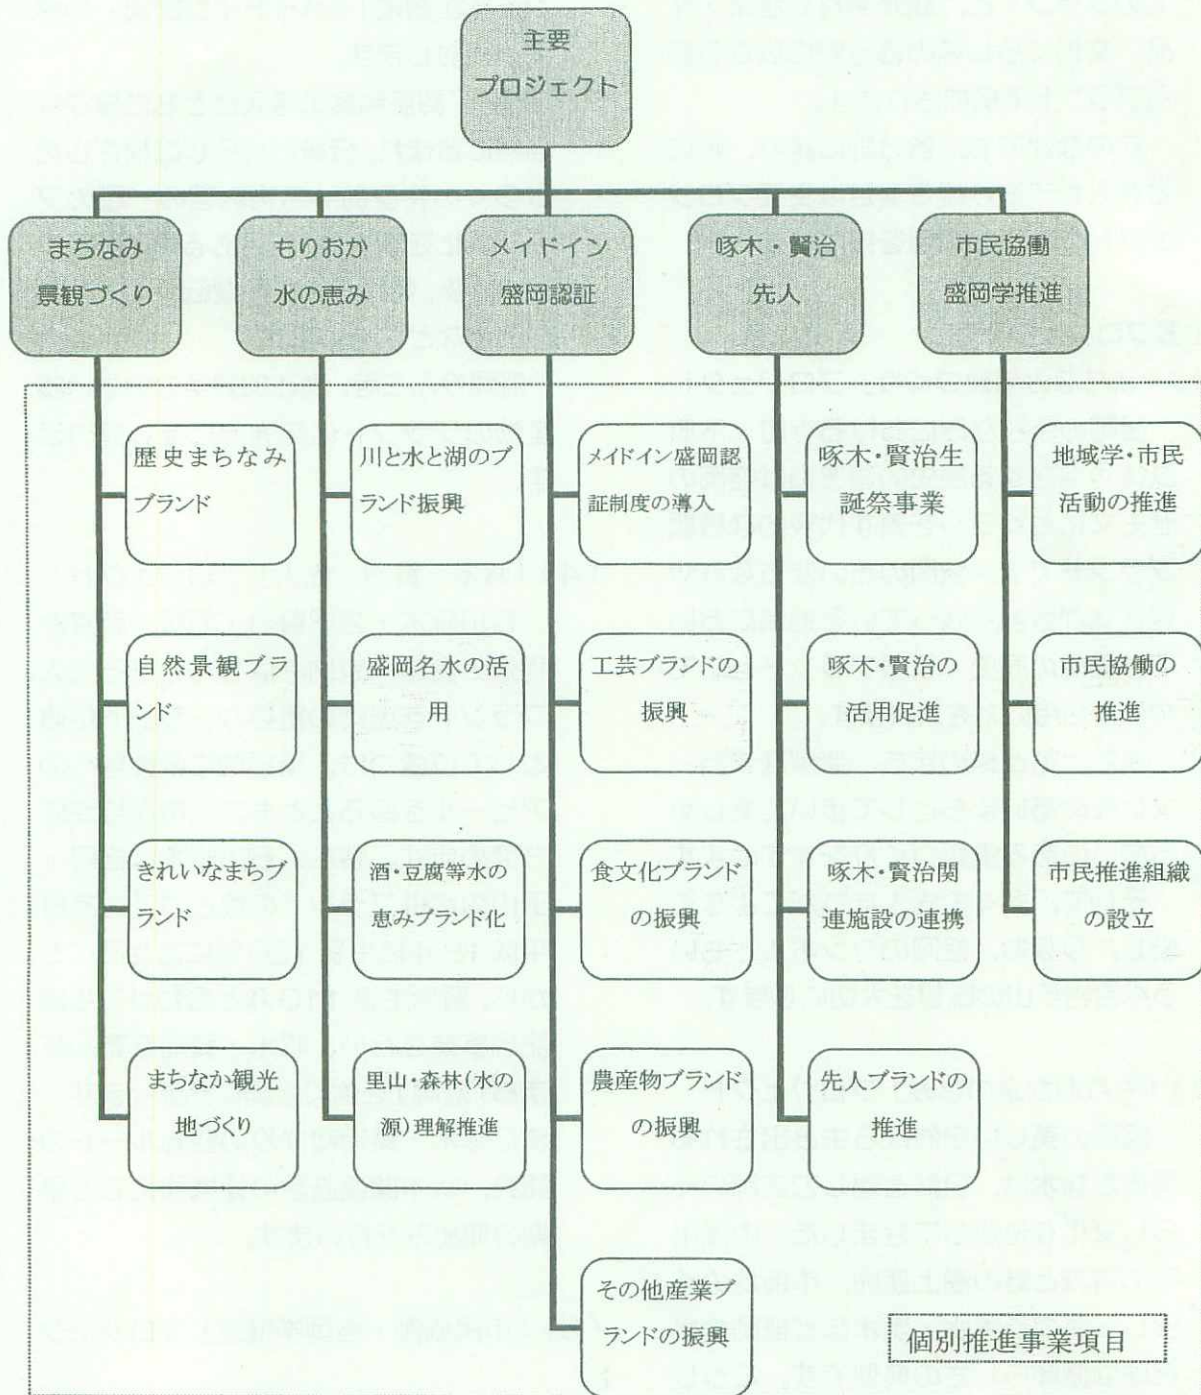 主要
プロジェクト
まちなみ
景観づくり
もりおか
水の恵み
メイドイン
盛岡認証
啄木・賢治
先人
市民協働
盛岡学推進
歴史まちなみ
ブランド
川と水と湖のブ
ランド振興
メイドイン盛岡認
証制度の導入
啄木・賢治生
誕祭事業
地域学・市民
活動の推進
自然景観ブラ
ンド
盛岡名水の活
用
工芸ブランドの
振興
啄木・賢治の
活用促進
市民協働の
推進
きれいなまちブ
ランド
酒・豆腐等水の
恵みブランド化
食文化ブランド
の振興
啄木・賢治関
連施設の連携
市民推進組織
の設立
まちなか観光
地づくり
里山・森林(水の
源)理解推進
農産物ブランド
の振興
先人ブランドの
推進
その他産業ブ
ランドの振興
個別推進事業項目